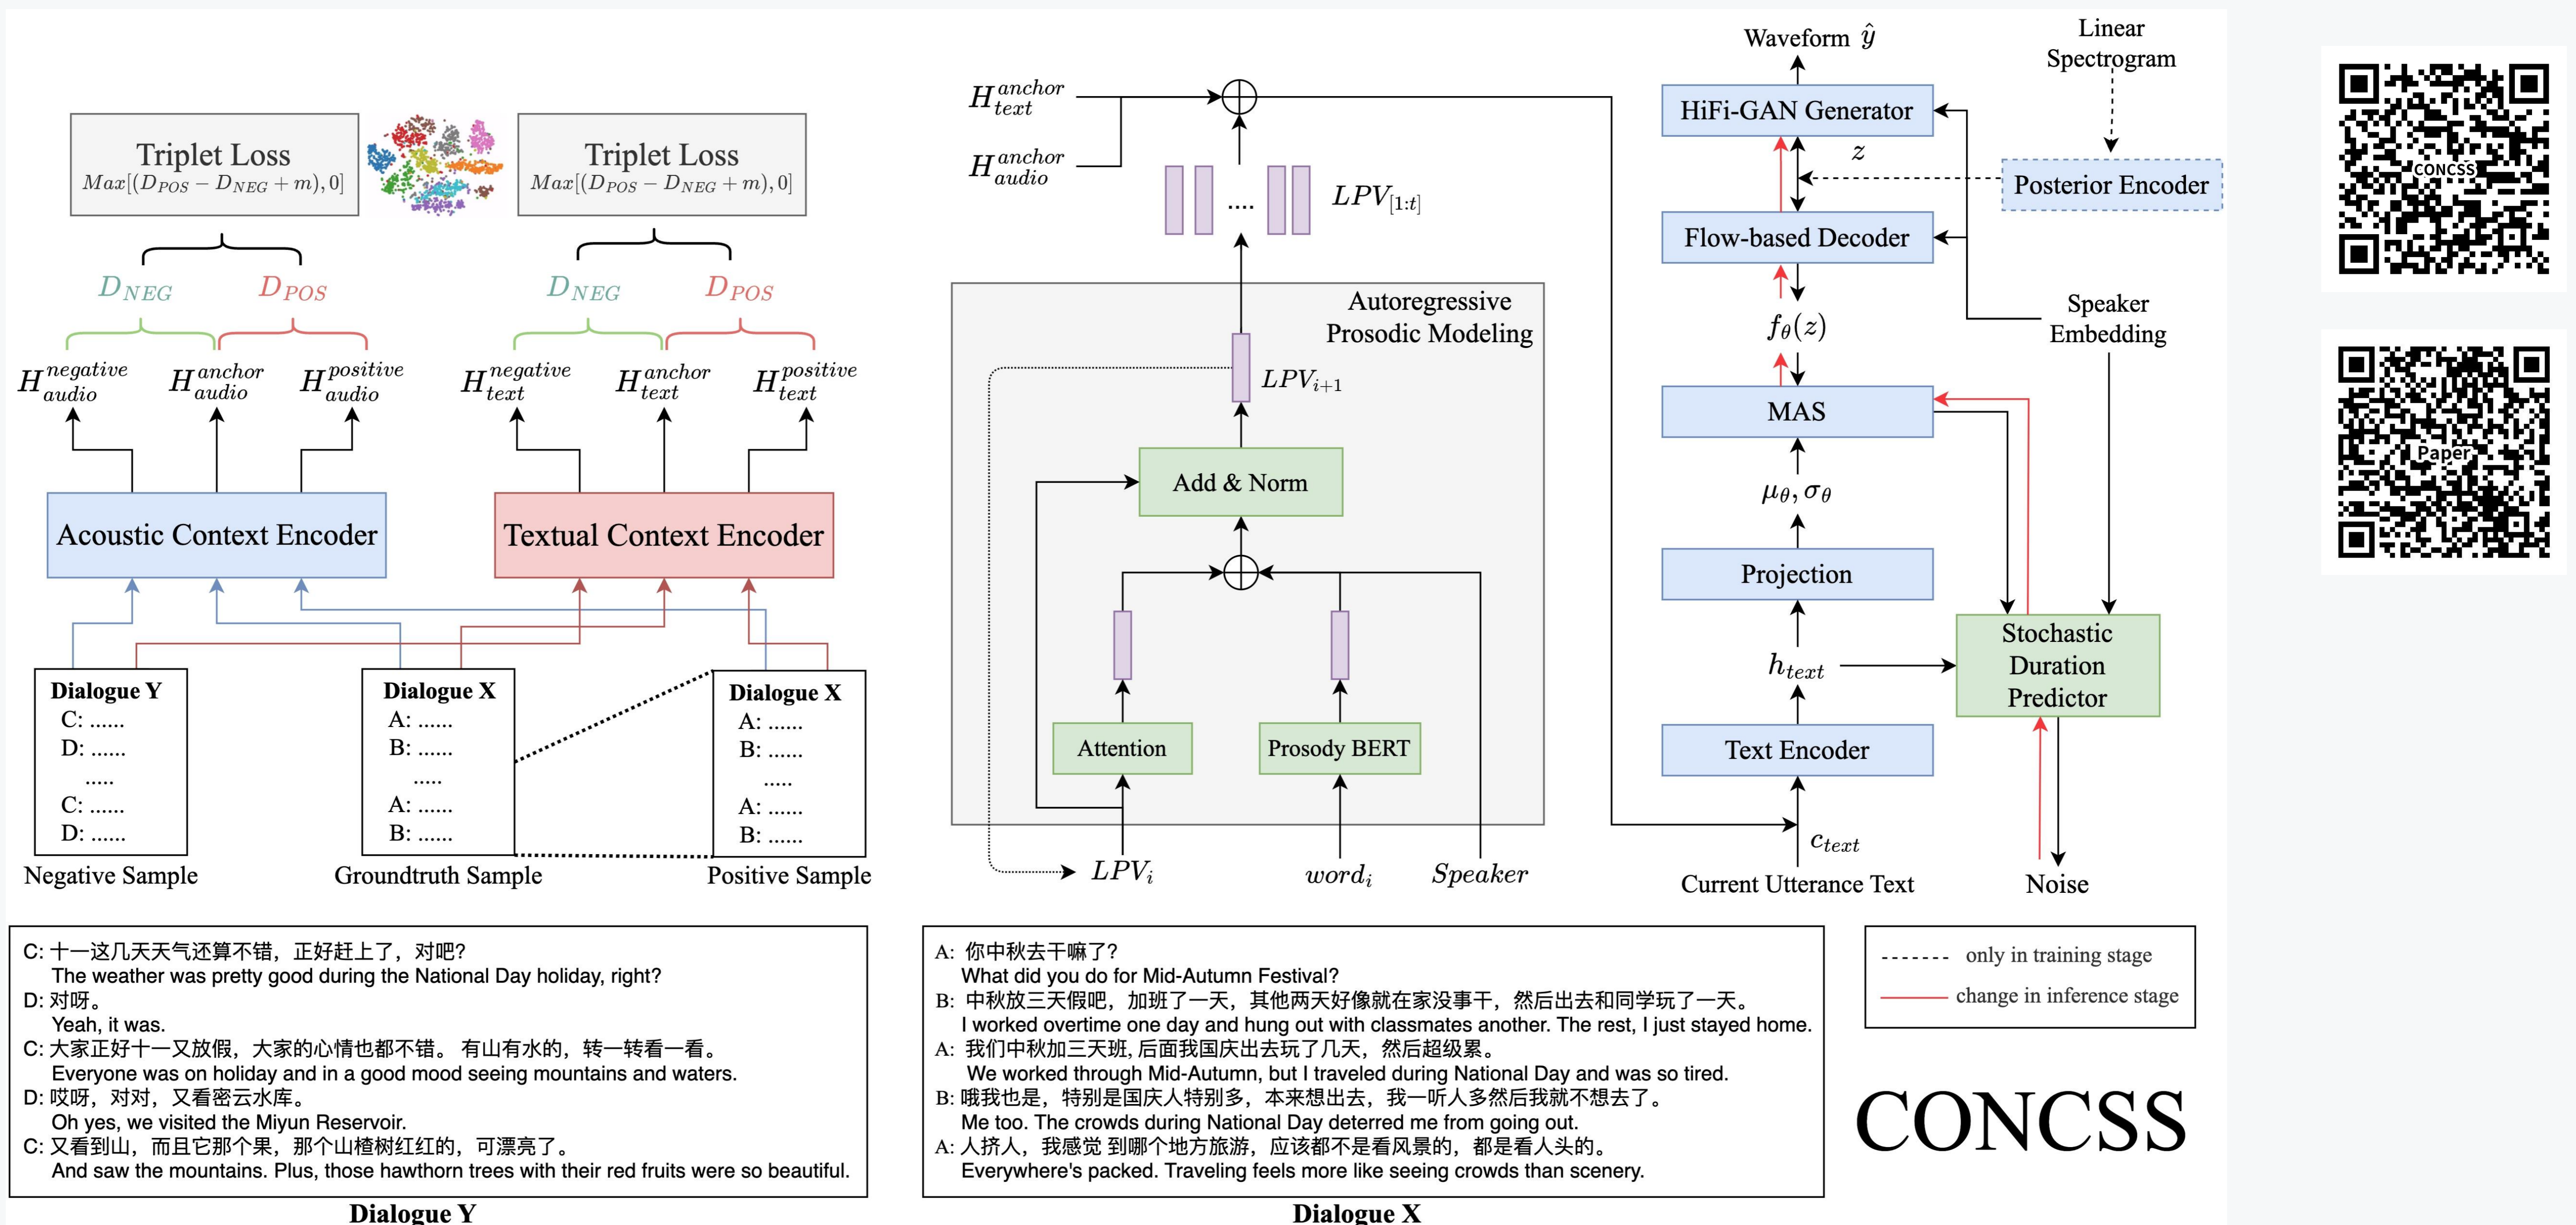 Triplet Loss
Max[(D_POS − D_NEG + m), 0]
Triplet Loss
Max[(D_POS − D_NEG + m), 0]
D_NEG
D_POS
D_NEG
D_POS
H^negative_audio
H^anchor_audio
H^positive_audio
H^negative_text
H^anchor_text
H^positive_text
Acoustic Context Encoder
Textual Context Encoder
Dialogue Y
C: ......
D: ......
.....
C: ......
D: ......
Negative Sample
Dialogue X
A: ......
B: ......
.....
A: ......
B: ......
Groundtruth Sample
Dialogue X
A: ......
B: ......
.....
A: ......
B: ......
Positive Sample
H^anchor_text
H^anchor_audio
....
LPV_[1:t]
Autoregressive
Prosodic Modeling
LPV_i+1
Add & Norm
Attention
Prosody BERT
LPV_i
word_i
Speaker
Waveform ŷ
HiFi-GAN Generator
z
Flow-based Decoder
f_θ(z)
MAS
μ_θ, σ_θ
Projection
h_text
Text Encoder
c_text
Current Utterance Text
Linear
Spectrogram
Posterior Encoder
Speaker
Embedding
Stochastic
Duration
Predictor
Noise
CONCSS
Paper
C: 十一这几天天气还算不错，正好赶上了，对吧?
The weather was pretty good during the National Day holiday, right?
D: 对呀。
Yeah, it was.
C: 大家正好十一又放假，大家的心情也都不错。 有山有水的，转一转看一看。
Everyone was on holiday and in a good mood seeing mountains and waters.
D: 哎呀，对对，又看密云水库。
Oh yes, we visited the Miyun Reservoir.
C: 又看到山，而且它那个果，那个山楂树红红的，可漂亮了。
And saw the mountains. Plus, those hawthorn trees with their red fruits were so beautiful.
Dialogue Y
A: 你中秋去干嘛了?
What did you do for Mid-Autumn Festival?
B: 中秋放三天假吧，加班了一天，其他两天好像就在家没事干，然后出去和同学玩了一天。
I worked overtime one day and hung out with classmates another. The rest, I just stayed home.
A: 我们中秋加三天班, 后面我国庆出去玩了几天，然后超级累。
We worked through Mid-Autumn, but I traveled during National Day and was so tired.
B: 哦我也是，特别是国庆人特别多，本来想出去，我一听人多然后我就不想去了。
Me too. The crowds during National Day deterred me from going out.
A: 人挤人，我感觉 到哪个地方旅游，应该都不是看风景的，都是看人头的。
Everywhere's packed. Traveling feels more like seeing crowds than scenery.
Dialogue X
only in training stage
change in inference stage
CONCSS